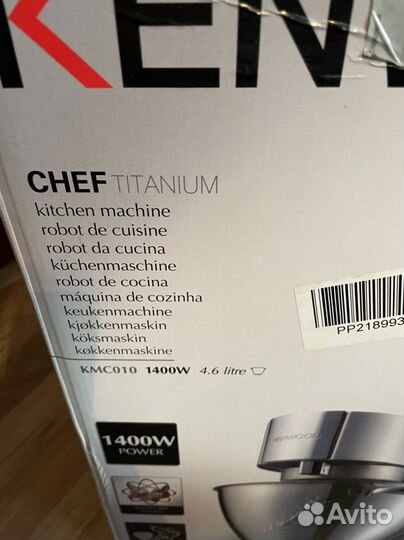 KEN
CHEF TITANIUM
kitchen machine
robot de cuisine
robot da cucina
küchenmaschine
robot de cocina
máquina de cozinha
keukenmachine
kjøkkenmaskin
köksmaskin
køkkenmaskine
KMC010 1400W 4.6 litre
PP218993
1400W
POWER
KENWOOD
Avito